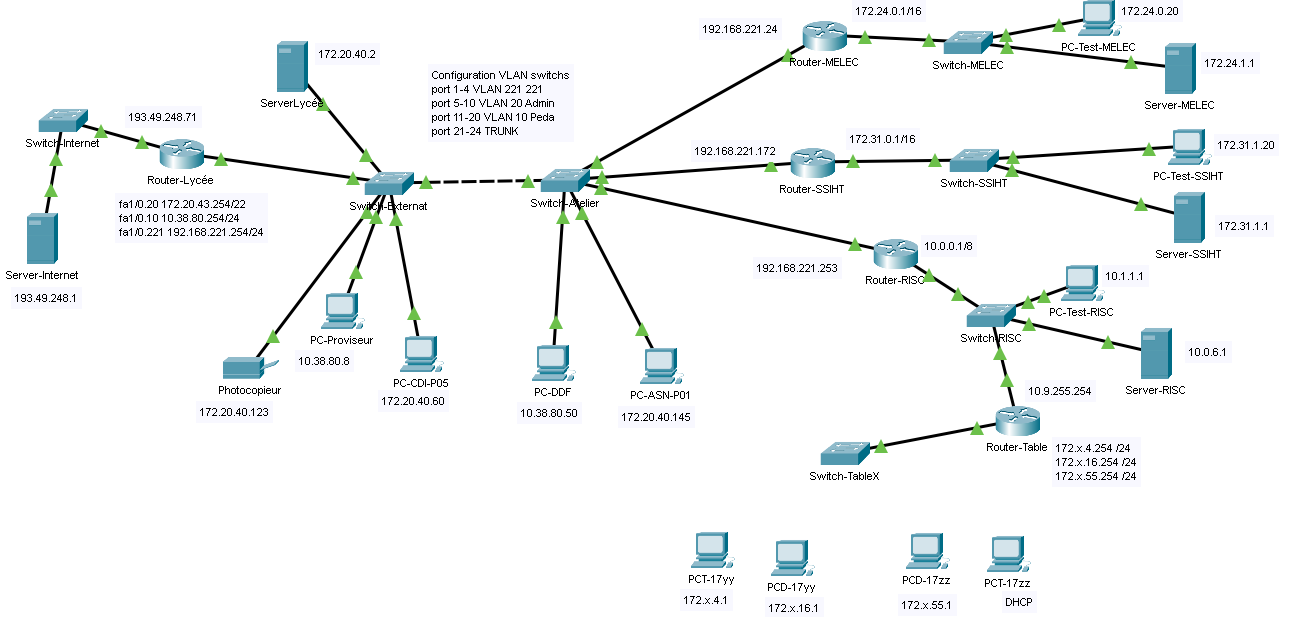 172.24.0.1/16
172.24.0.20
192.168.221.24
PC-Test-MELEC
Router-MELEC
Switch-MELEC
172.24.1.1
Server-MELEC
172.20.40.2
ServerLycée
Configuration VLAN switchs
port 1-4 VLAN 221 221
port 5-10 VLAN 20 Admin
port 11-20 VLAN 10 Peda
port 21-24 TRUNK
193.49.248.71
Switch-Internet
Router-Lycée
fa1/0.20 172.20.43.254/22
fa1/0.10 10.38.80.254/24
fa1/0.221 192.168.221.254/24
Server-Internet
193.49.248.1
Switch-Externat
Switch-Atelier
192.168.221.172
172.31.0.1/16
Router-SSIHT
Switch-SSIHT
172.31.1.20
PC-Test-SSIHT
172.31.1.1
Server-SSIHT
192.168.221.253
10.0.0.1/8
Router-RISC
10.1.1.1
PC-Test-RISC
Switch-RISC
10.0.6.1
Server-RISC
PC-Proviseur
10.38.80.8
Photocopieur
172.20.40.123
PC-CDI-P05
172.20.40.60
PC-DDF
10.38.80.50
PC-ASN-P01
172.20.40.145
10.9.255.254
Router-Table
172.x.4.254 /24
172.x.16.254 /24
172.x.55.254 /24
Switch-TableX
PCT-17yy
172.x.4.1
PCD-17yy
172.x.16.1
PCD-17zz
172.x.55.1
PCT-17zz
DHCP